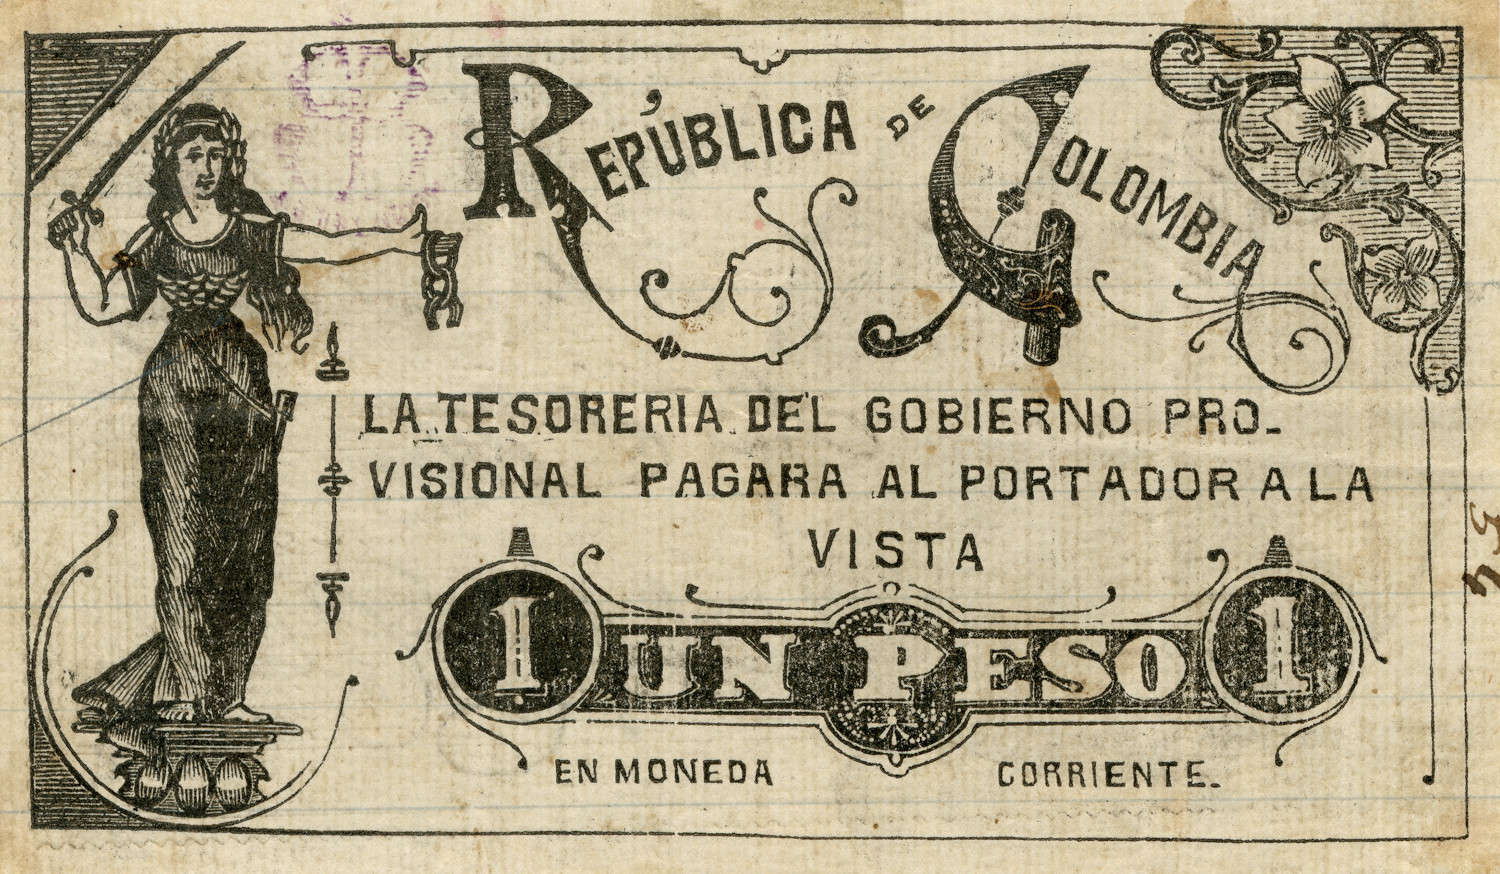 REPÚBLICA DE COLOMBIA
LA TESORERIA DEL GOBIERNO PRO-
VISIONAL PAGARA AL PORTADOR A LA
VISTA
1 UN PESO 1
EN MONEDA CORRIENTE.
54